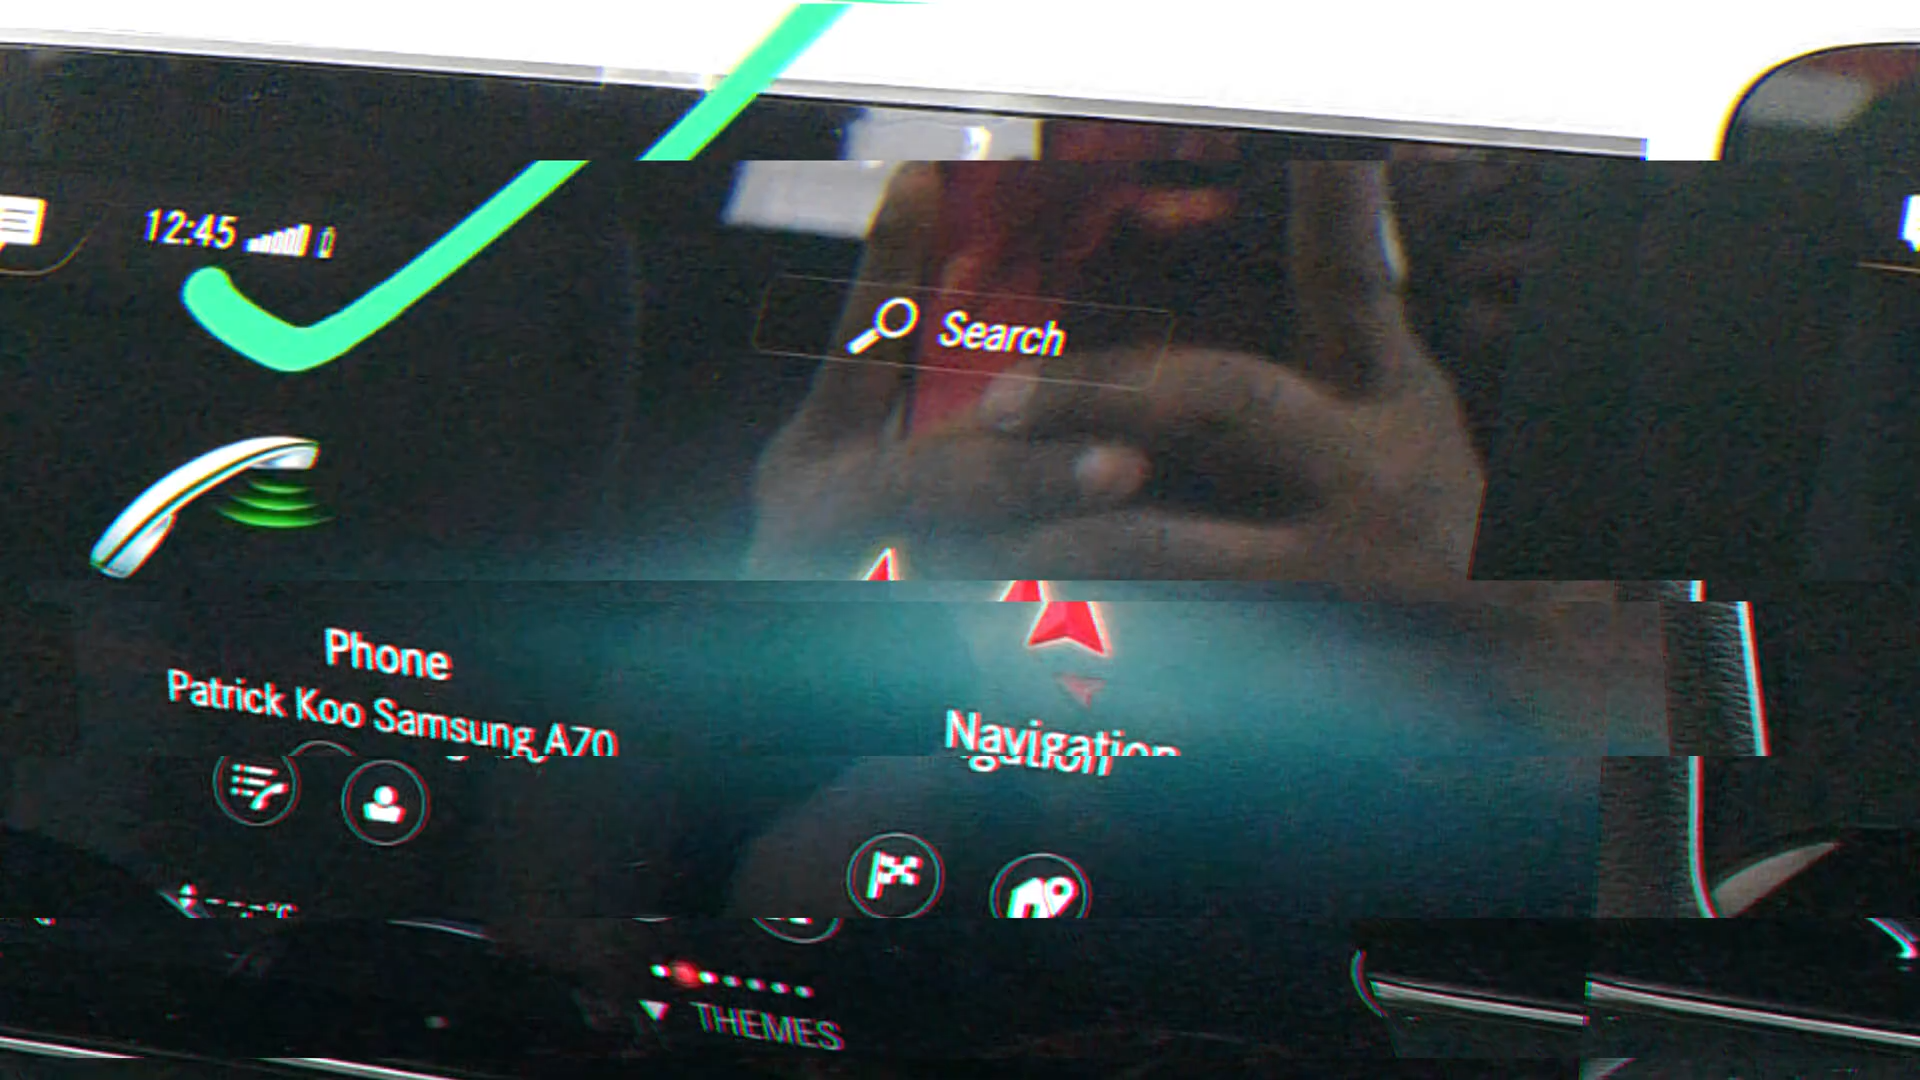 12:45
Search
Phone
Patrick Koo Samsung A70
Navigation
THEMES